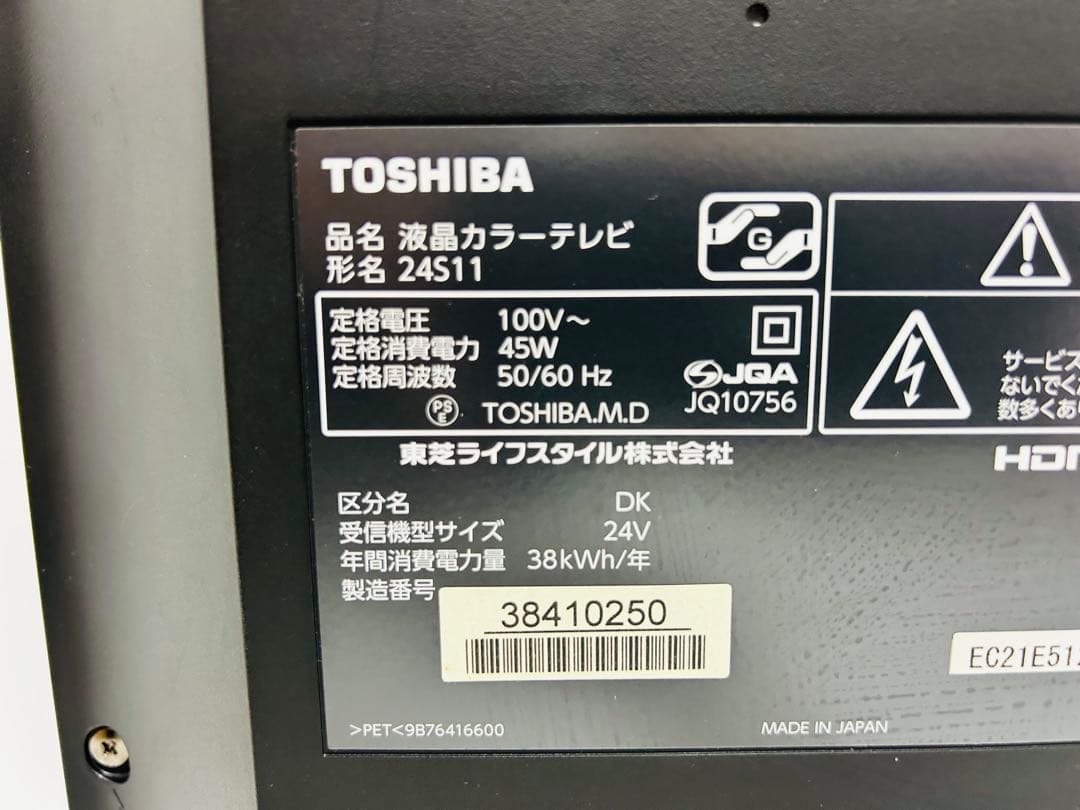 TOSHIBA
品名 液晶カラーテレビ
形名 24S11
G
定格電圧 100V～
定格消費電力 45W
定格周波数 50/60 Hz
PSE TOSHIBA.M.D
JQA
JQ10756
サービス
ないでく
数多くあ
東芝ライフスタイル株式会社
HDM
区分名 DK
受信機型サイズ 24V
年間消費電力量 38kWh/年
製造番号
38410250
EC21E51
>PET<9B76416600
MADE IN JAPAN